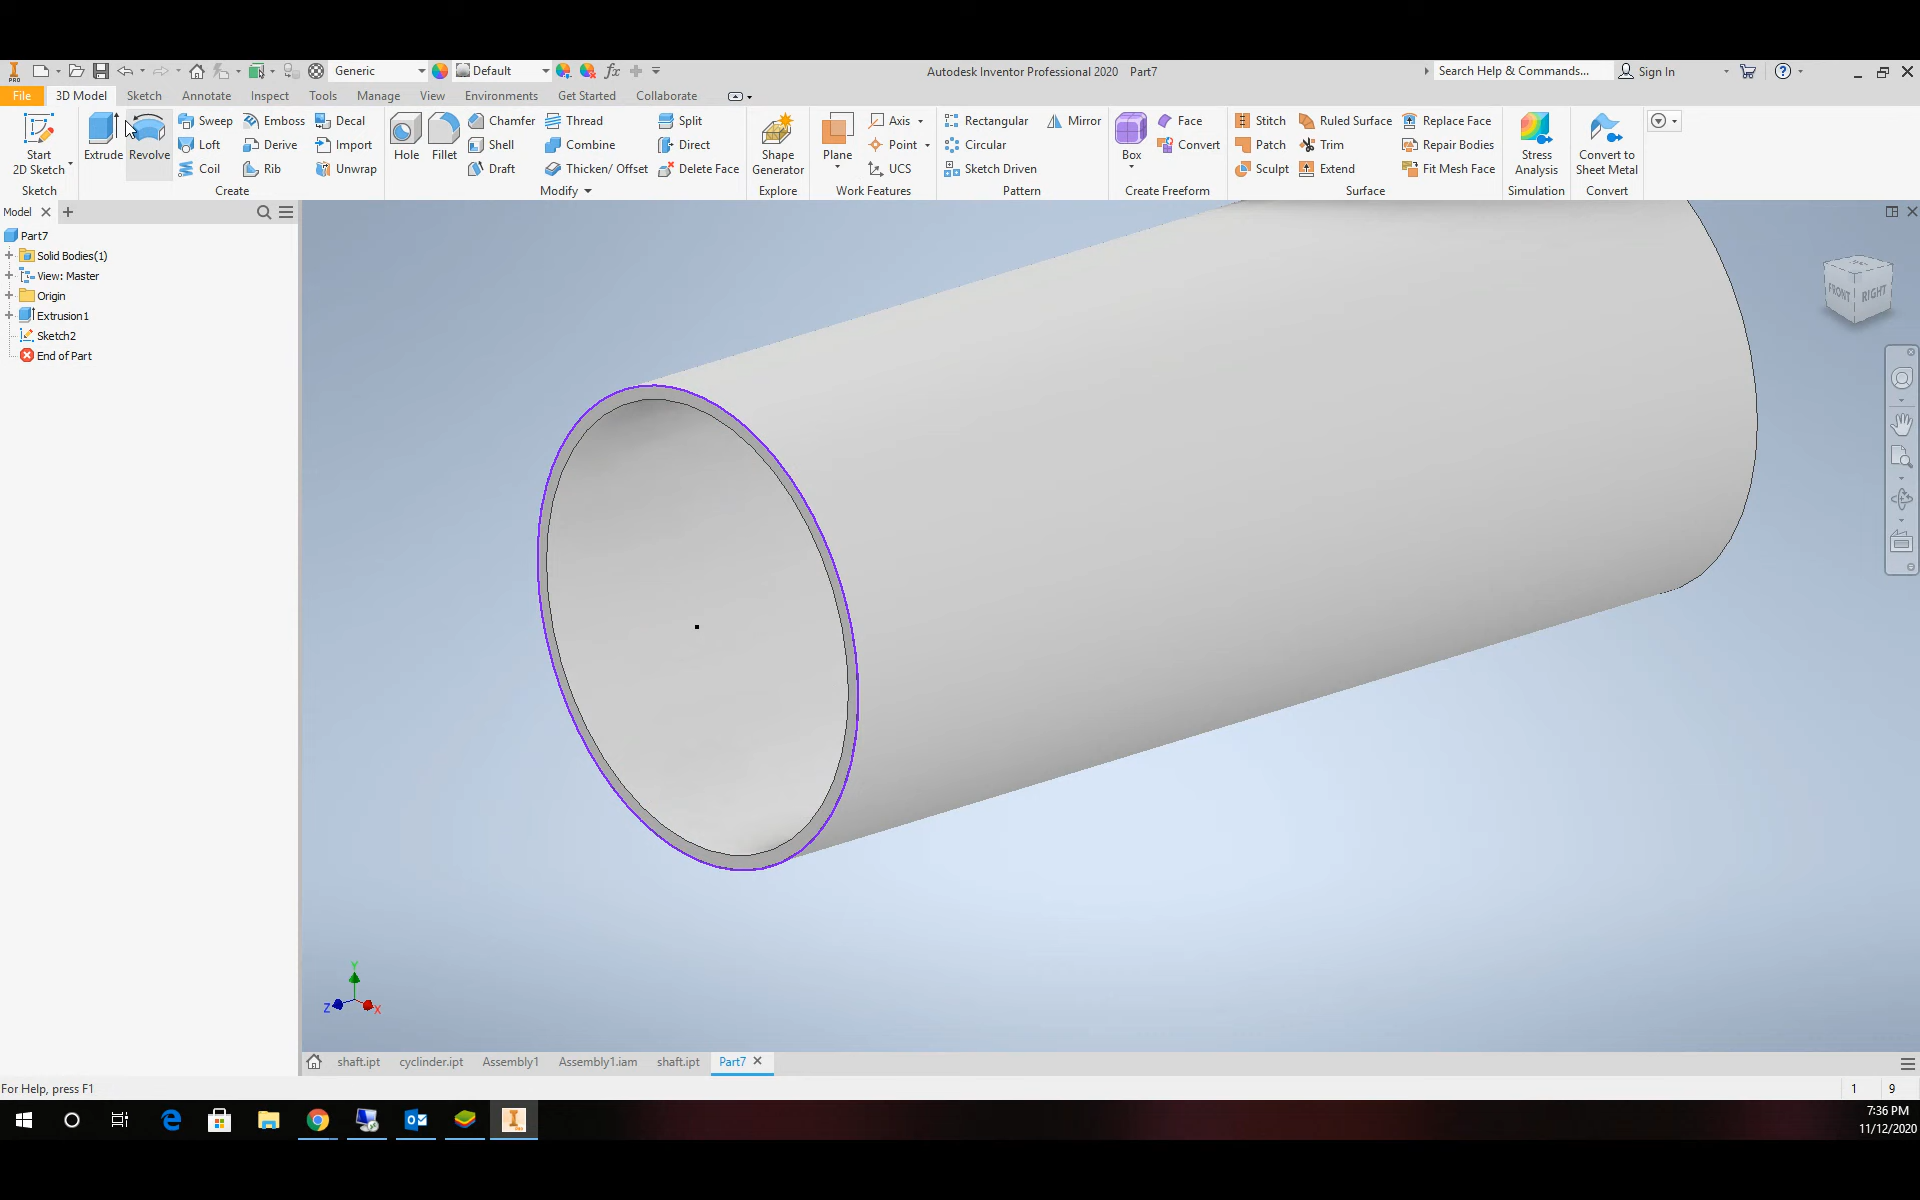 Generic
Default
Autodesk Inventor Professional 2020 Part7
Search Help & Commands...
Sign In
File 3D Model Sketch Annotate Inspect Tools Manage View Environments Get Started Collaborate
Start
2D Sketch
Extrude
Revolve
Sweep
Loft
Coil
Emboss
Derive
Rib
Decal
Import
Unwrap
Hole
Fillet
Chamfer
Shell
Draft
Thread
Combine
Thicken/ Offset
Split
Direct
Delete Face
Shape
Generator
Plane
Axis
Point
UCS
Rectangular
Circular
Sketch Driven
Mirror
Box
Face
Convert
Stitch
Patch
Sculpt
Ruled Surface
Trim
Extend
Replace Face
Repair Bodies
Fit Mesh Face
Stress
Analysis
Convert to
Sheet Metal
Sketch Create Modify Explore Work Features Pattern Create Freeform Surface Simulation Convert
Model
Part7
Solid Bodies(1)
View: Master
Origin
Extrusion1
Sketch2
End of Part
FRONT RIGHT
Y
Z
X
shaft.ipt cyclinder.ipt Assembly1 Assembly1.iam shaft.ipt Part7
For Help, press F1
1 9
7:36 PM
11/12/2020